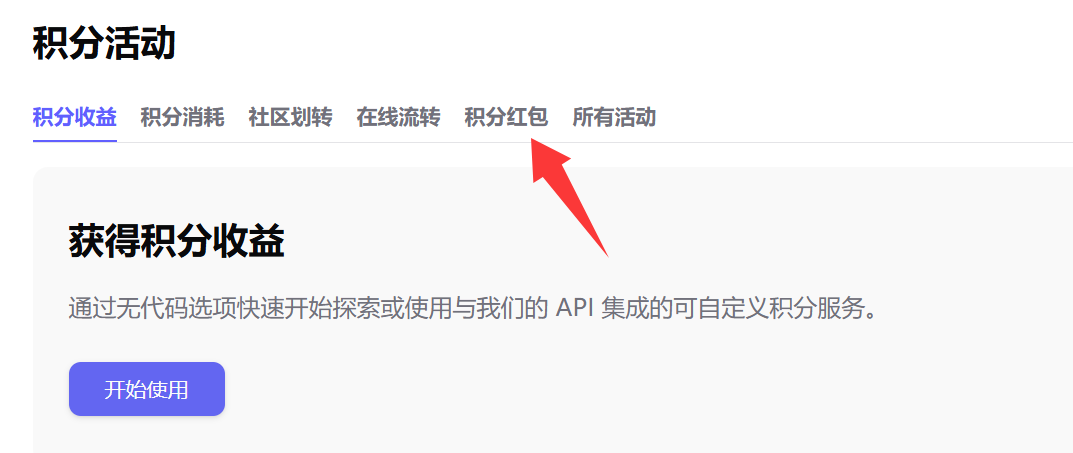 积分活动
积分收益 积分消耗 社区划转 在线流转 积分红包 所有活动
获得积分收益
通过无代码选项快速开始探索或使用与我们的 API 集成的可自定义积分服务。
开始使用